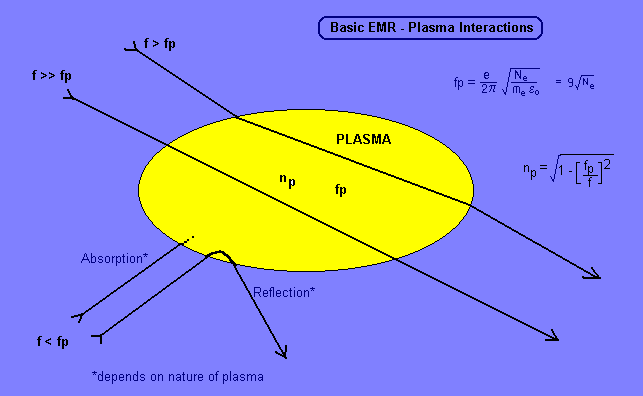 Basic EMR - Plasma Interactions
f > fp
f >> fp
fp = e/2π √(Ne/me εo) = 9√Ne
PLASMA
np = √(1 - [fp/f]2)
np
fp
Absorption*
Reflection*
f < fp
*depends on nature of plasma